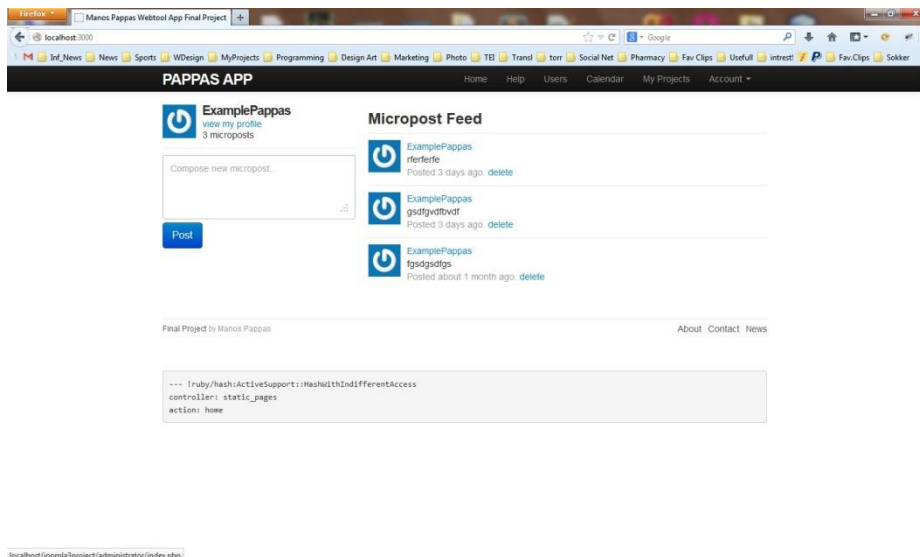 Firefox
Manos Pappas Webtool App Final Project
localhost:3000
Google
Inf_News News Sports WDesign MyProjects Programming Design Art Marketing Photo TEI Transl torr Social Net Pharmacy Fav Clips Usefull intrest! Fav.Clips Sokker
PAPPAS APP Home Help Users Calendar My Projects Account
ExamplePappas
view my profile
3 microposts
Compose new micropost...
Post
Micropost Feed
ExamplePappas
rferferfe
Posted 3 days ago. delete
ExamplePappas
gsdfgvdfbvdf
Posted 3 days ago. delete
ExamplePappas
fgsdgsdfgs
Posted about 1 month ago. delete
Final Project by Manos Pappas About Contact News
--- !ruby/hash:ActiveSupport::HashWithIndifferentAccess
controller: static_pages
action: home
localhost/joomla3project/administrator/index.php